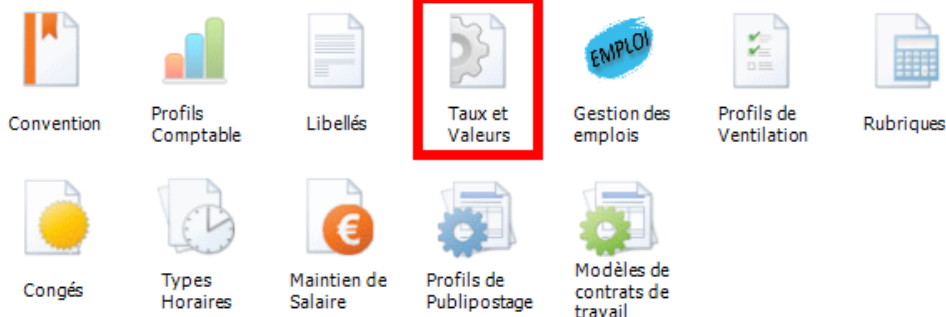 EMPLOI
Convention
Profils
Comptable
Libellés
Taux et
Valeurs
Gestion des
emplois
Profils de
Ventilation
Rubriques
Congés
Types
Horaires
€
Maintien de
Salaire
Profils de
Publipostage
Modèles de
contrats de
travail